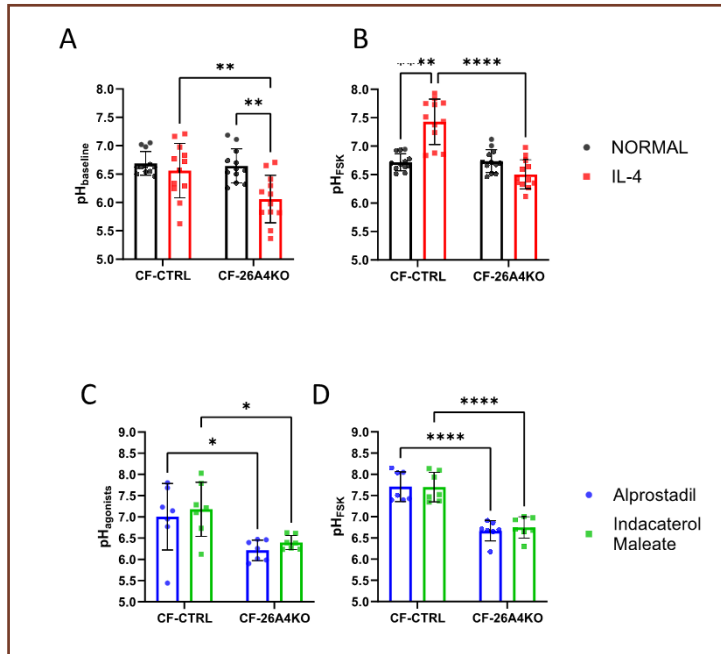 A
B
** ****
**
**
8.0
7.5
7.0
6.5
6.0
5.5
5.0
pHbaseline
CF-CTRL CF-26A4KO
8.0
7.5
7.0
6.5
6.0
5.5
5.0
pHFSK
CF-CTRL CF-26A4KO
NORMAL
IL-4
C
D
*
*
9.0
8.5
8.0
7.5
7.0
6.5
6.0
5.5
5.0
pHagonists
CF-CTRL CF-26A4KO
****
****
9.0
8.5
8.0
7.5
7.0
6.5
6.0
5.5
5.0
pHFSK
CF-CTRL CF-26A4KO
Alprostadil
Indacaterol
Maleate